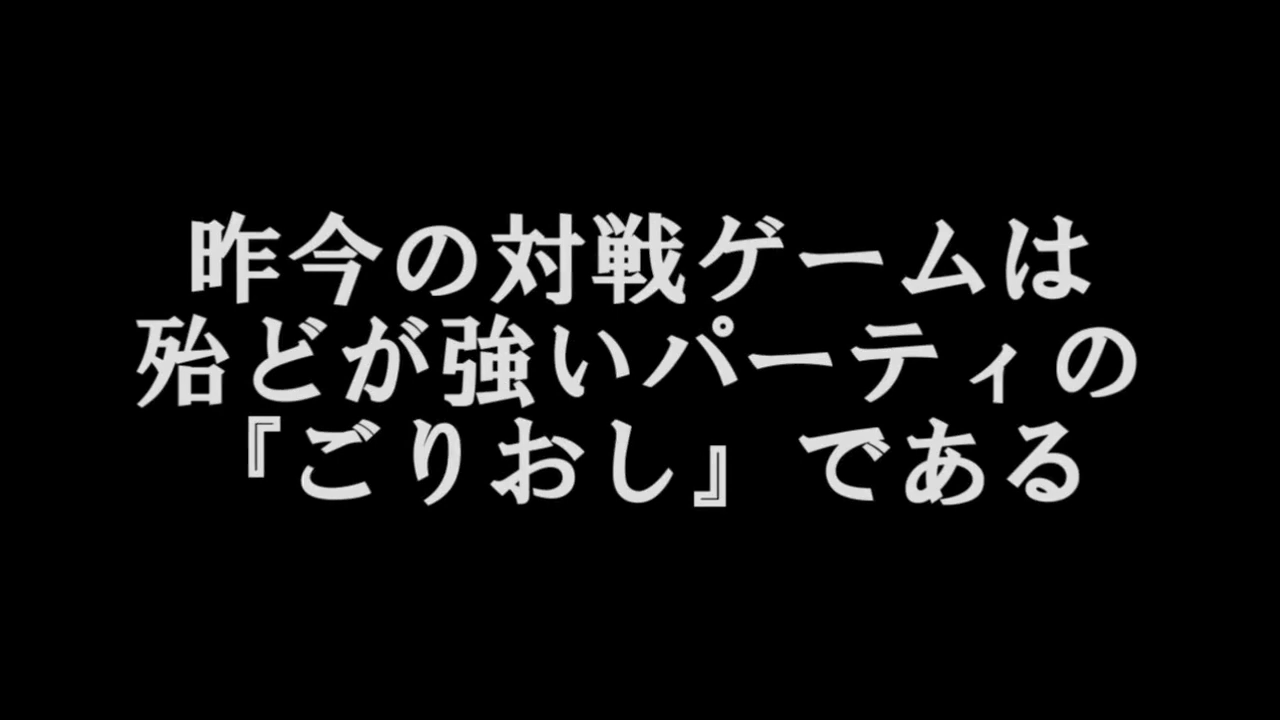 昨今の対戦ゲームは
殆どが強いパーティの
『ごりおし』である